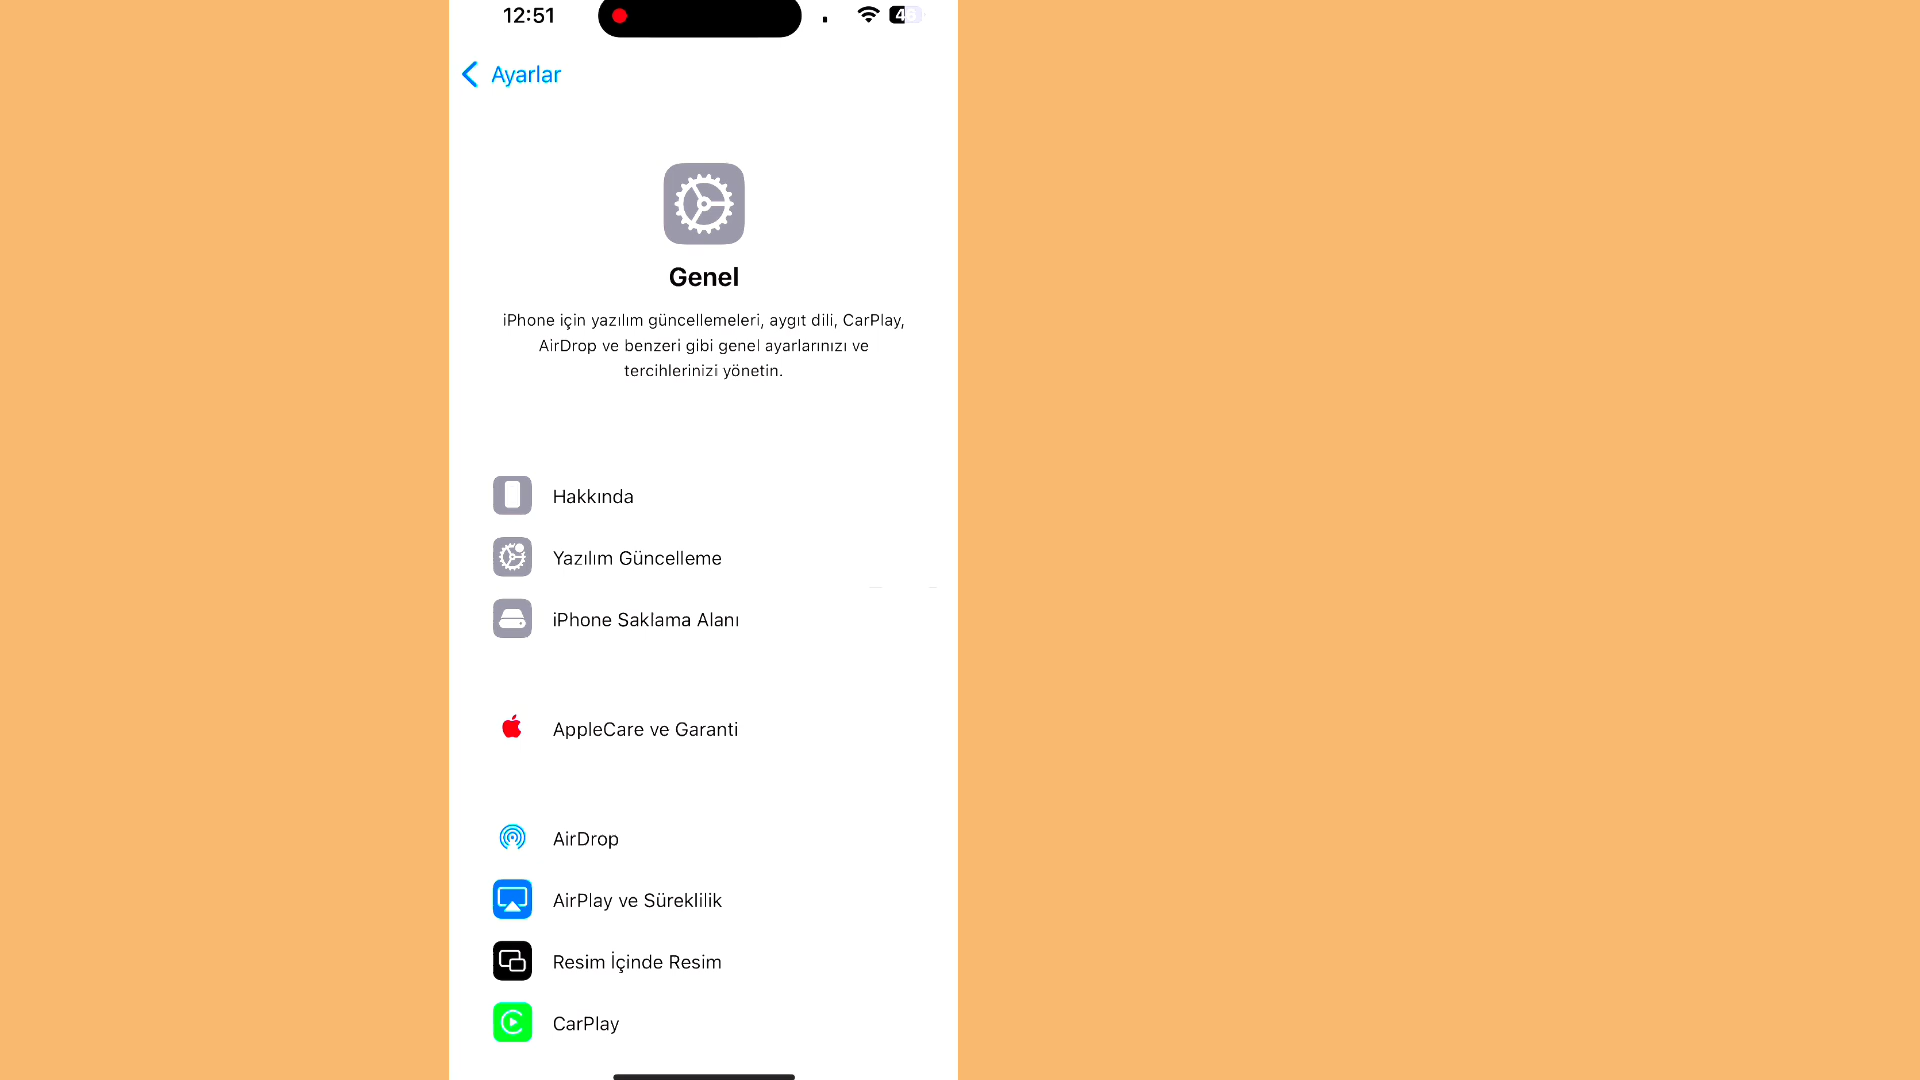 12:51
Ayarlar
Genel
iPhone için yazılım güncellemeleri, aygıt dili, CarPlay,
AirDrop ve benzeri gibi genel ayarlarınızı ve
tercihlerinizi yönetin.
Hakkında
Yazılım Güncelleme
iPhone Saklama Alanı
AppleCare ve Garanti
AirDrop
AirPlay ve Süreklilik
Resim İçinde Resim
CarPlay